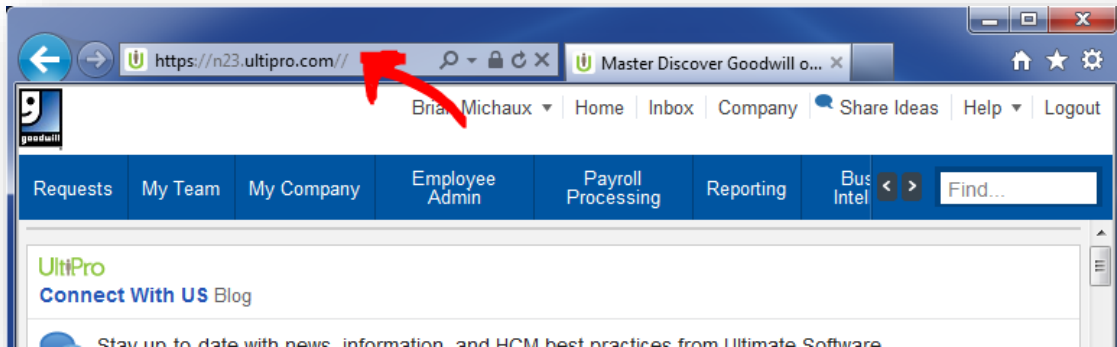 https://n23.ultipro.com//
Master Discover Goodwill o...
goodwill
Brian Michaux Home Inbox Company Share Ideas Help Logout
Requests My Team My Company Employee Admin Payroll Processing Reporting Bus Intel Find...
UltiPro
Connect With US Blog
Stay up to date with news, information, and HCM best practices from Ultimate Software